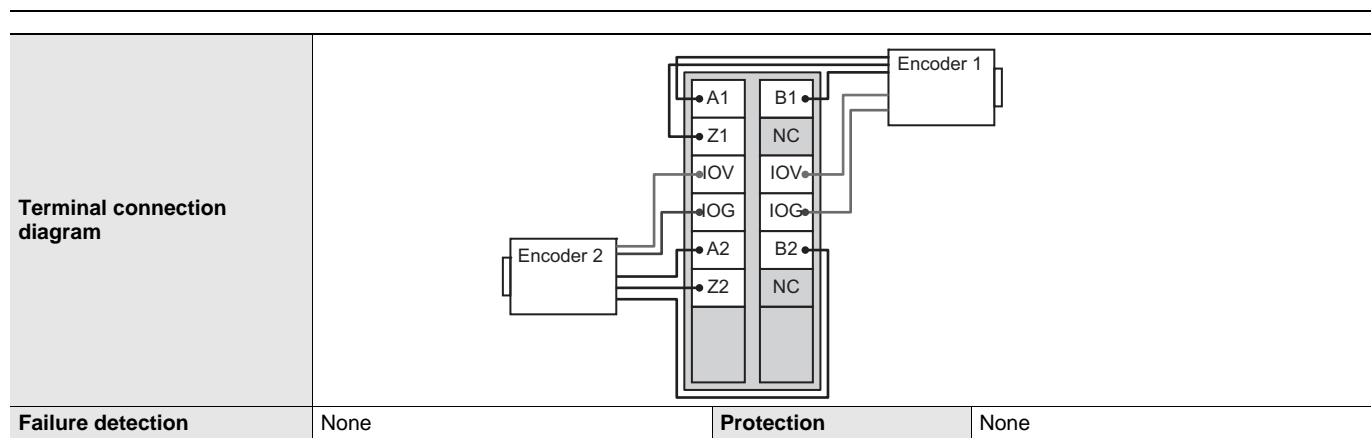 Terminal connection
diagram
Encoder 1
A1 B1
Z1 NC
IOV IOV
IOG IOG
Encoder 2
A2 B2
Z2 NC
Failure detection None Protection None